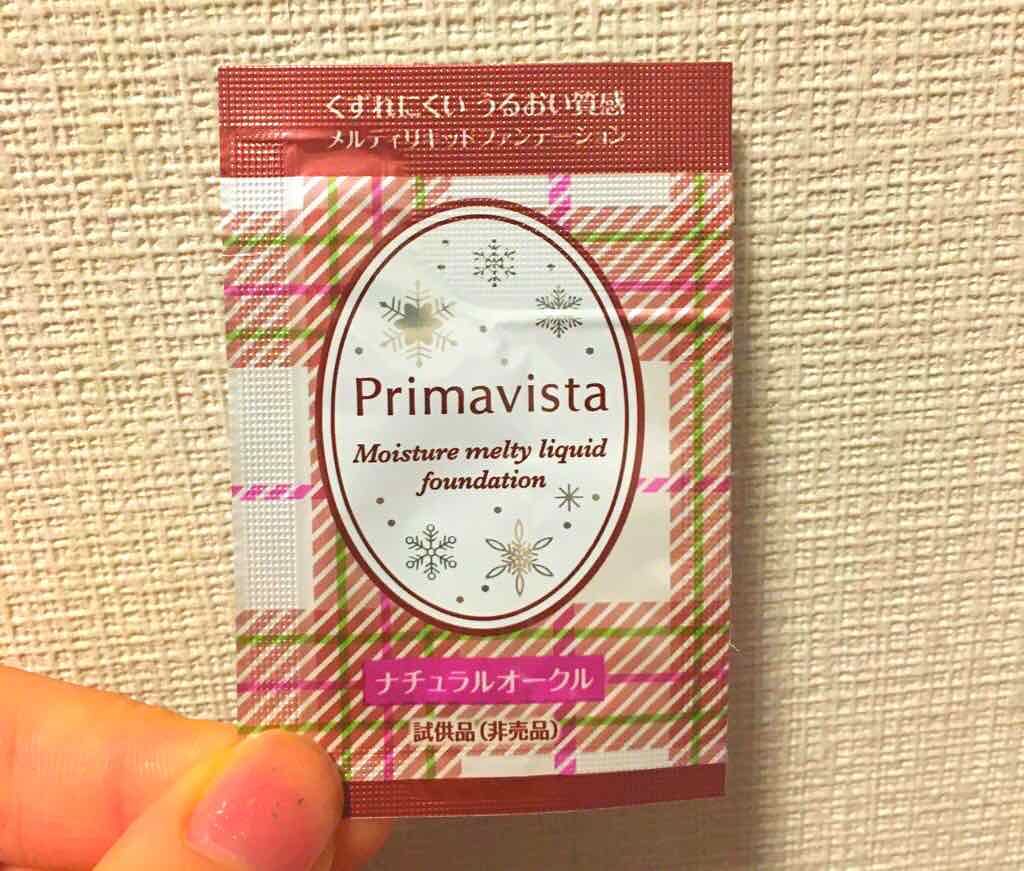 くずれにくい うるおい質感
メルティリキッドファンデーション
Primavista
Moisture melty liquid
foundation
ナチュラルオークル
試供品(非売品)